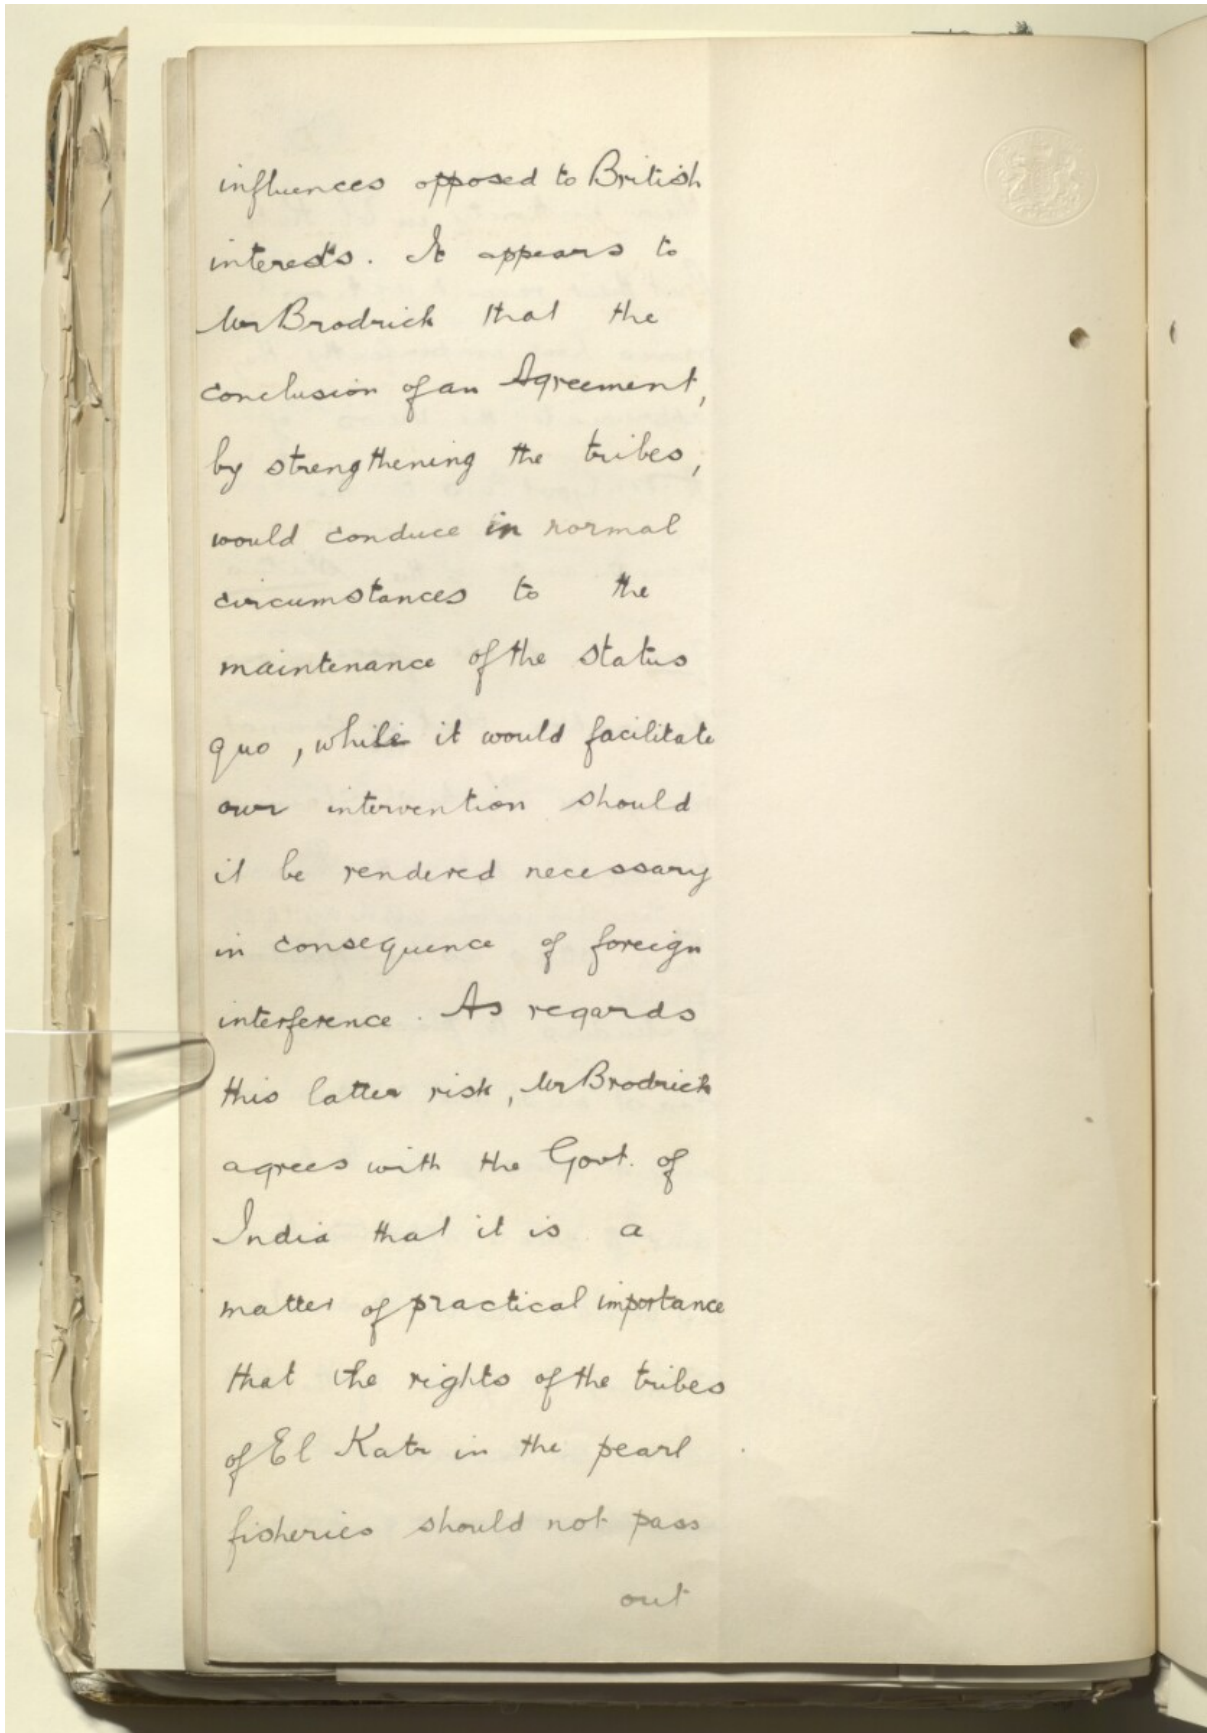 influences opposed to British
interests. It appears to
Mr Brodrick that the
conclusion of an Agreement,
by strengthening the tribes,
would conduce in normal
circumstances to the
maintenance of the status
quo, while it would facilitate
our intervention should
it be rendered necessary
in consequence of foreign
interference. As regards
this latter risk, Mr Brodrick
agrees with the Govt. of
India that it is a
matter of practical importance
that the rights of the tribes
of El Katr in the pearl
fisheries should not pass
out